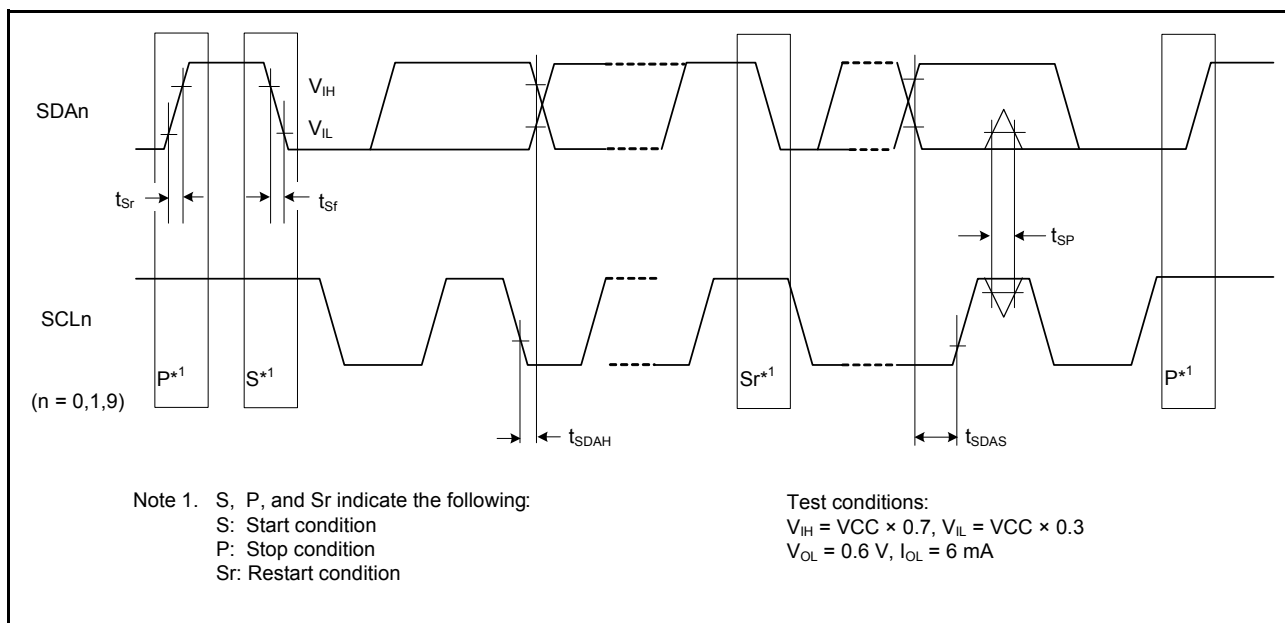 SDAn
V_IH
V_IL
t_Sr
t_Sf
t_SP
SCLn
P*¹
S*¹
Sr*¹
P*¹
(n = 0,1,9)
t_SDAH
t_SDAS
Note 1. S, P, and Sr indicate the following:
S: Start condition
P: Stop condition
Sr: Restart condition
Test conditions:
V_IH = VCC × 0.7, V_IL = VCC × 0.3
V_OL = 0.6 V, I_OL = 6 mA